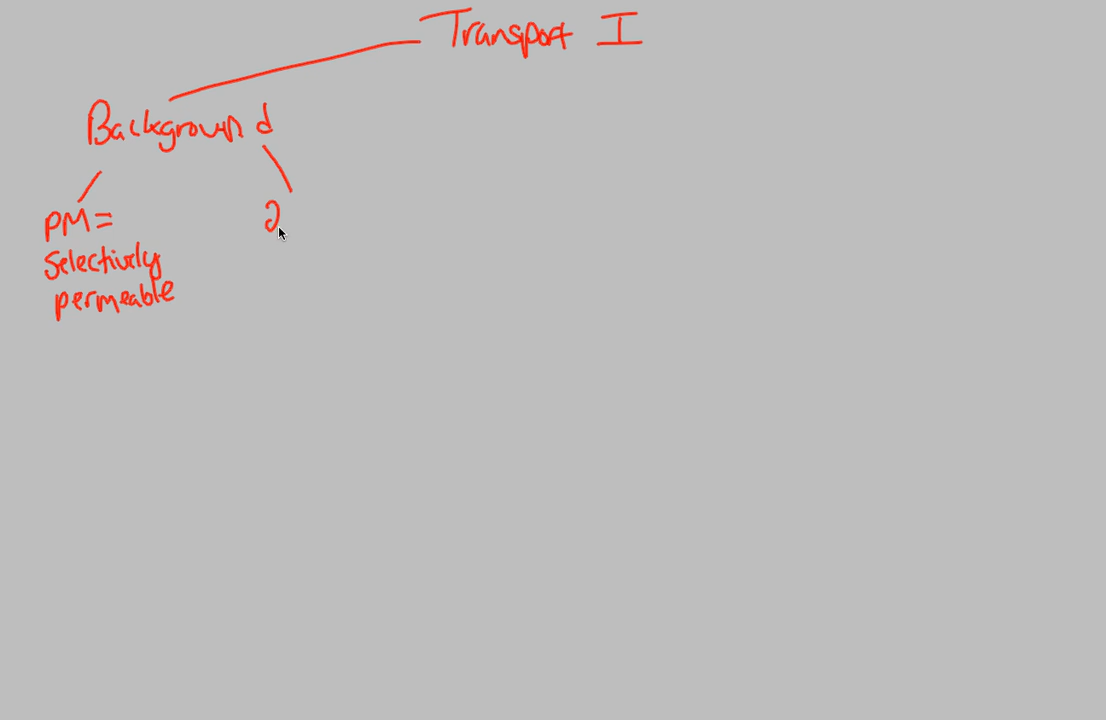 Transport I
Background
PM=
Selectively
permeable
2